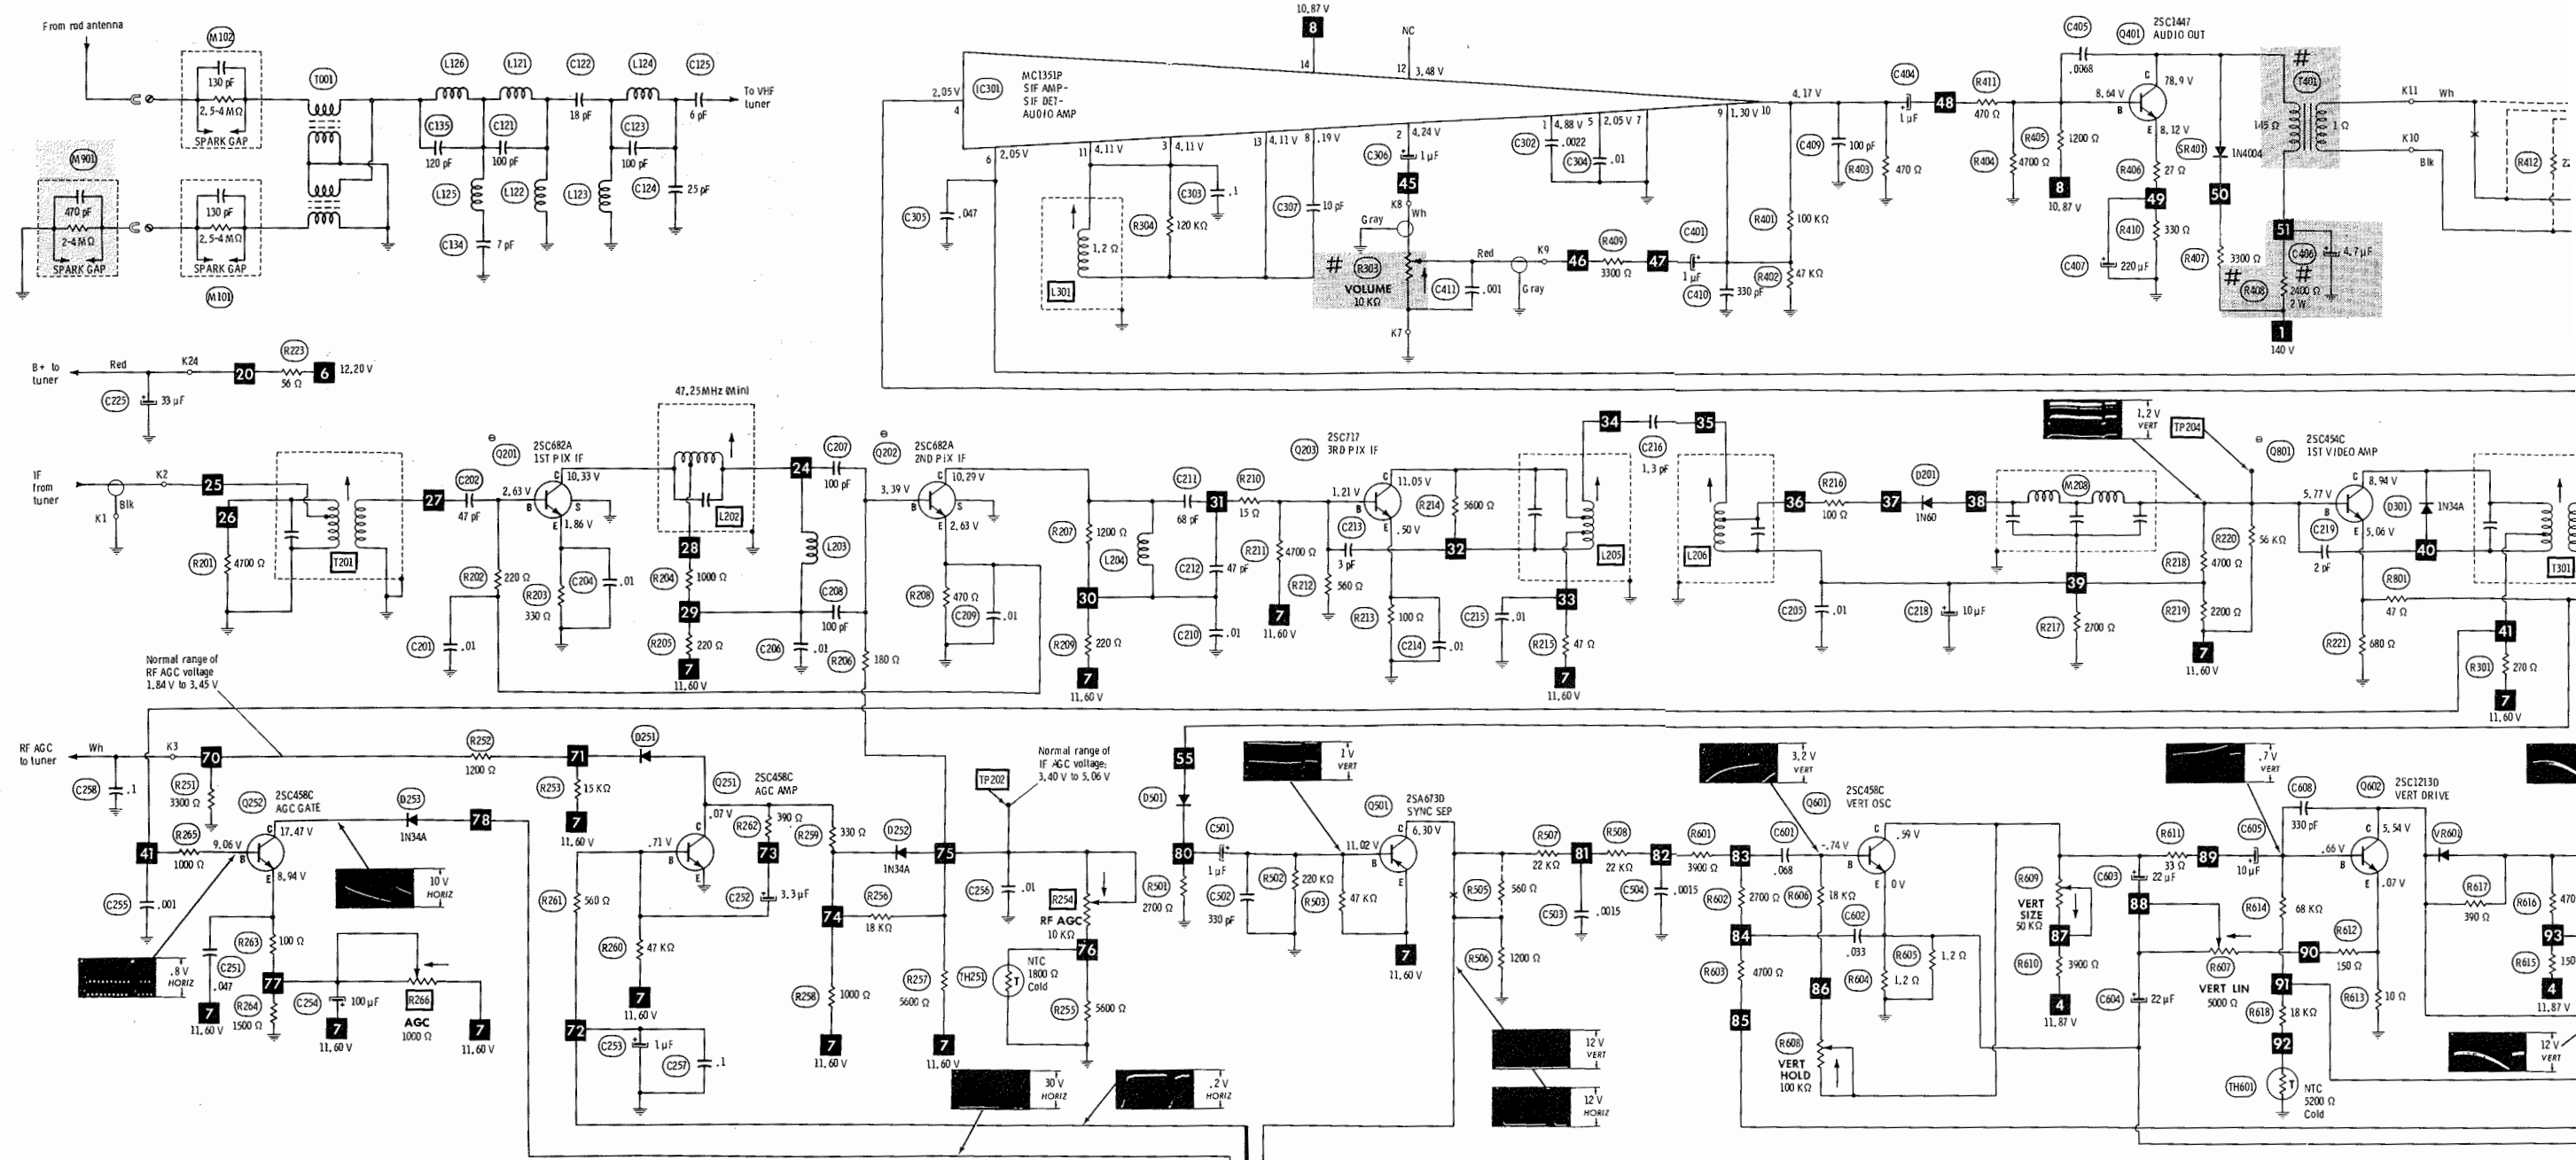 From rod antenna
M102
130 pF
2.5-4 MΩ
SPARK GAP
T001
L126
L121
C122
L124
C125
18 pF
6 pF
To VHF
tuner
C135
120 pF
C121
100 pF
C123
100 pF
L125
L122
L123
C124
25 pF
C134
7 pF
M901
470 pF
2-4 MΩ
SPARK GAP
130 pF
2.5-4 MΩ
SPARK GAP
M101
10.87 V
8
14
NC
12
3.48 V
IC301
MC1351P
SIF AMP-
SIF DET-
AUDIO AMP
2.05 V
4
6
2.05 V
11
4.11 V
3
4.11 V
13
4.11 V
8
.19 V
2
4.24 V
1
4.88 V
5
2.05 V
7
9
1.30 V
10
4.17 V
C305
.047
L301
1.2 Ω
R304
120 KΩ
C303
.1
C307
10 pF
C306
1 µF
45
K8
Wh
Gray
#
R303
VOLUME
10 KΩ
K7
Red
C411
.001
K9
Gray
46
R409
3300 Ω
47
C401
1 µF
C410
330 pF
C302
.0022
C304
.01
R401
100 KΩ
R402
47 KΩ
C409
100 pF
R403
470 Ω
C404
1 µF
48
R411
470 Ω
R404
4700 Ω
R405
1200 Ω
8
10.87 V
C405
.0068
Q401
2SC1447
AUDIO OUT
C
78.9 V
8.64 V
B
E
8.12 V
R406
27 Ω
49
R410
330 Ω
C407
220 µF
SR401
1N4004
50
R407
3300 Ω
#
T401
145 Ω
1 Ω
51
C406
4.7 µF
#
#
R408
2400 Ω
2 W
1
140 V
K11
Wh
K10
Blk
R412
B+ to
tuner
Red
K24
20
R223
56 Ω
6
12.20 V
C225
33 µF
IF
from
tuner
K2
K1
Blk
25
26
R201
4700 Ω
T201
27
C202
47 pF
Q201
2SC682A
1ST PIX IF
C
10.33 V
2.63 V
B
S
E
1.86 V
R202
220 Ω
C201
.01
R203
330 Ω
C204
.01
47.25MHz (Min)
L202
28
R204
1000 Ω
29
R205
220 Ω
7
11.60 V
24
C207
100 pF
L203
C208
100 pF
C206
.01
R206
180 Ω
Q202
2SC682A
2ND PIX IF
C
10.29 V
3.39 V
B
S
E
2.63 V
R208
470 Ω
C209
.01
R207
1200 Ω
L204
30
R209
220 Ω
7
11.60 V
C211
68 pF
31
R210
15 Ω
C212
47 pF
C210
.01
R211
4700 Ω
7
11.60 V
Q203
2SC717
3RD PIX IF
C
11.05 V
1.21 V
B
E
.50 V
C213
3 pF
R212
560 Ω
R213
100 Ω
C214
.01
R214
5600 Ω
32
L205
34
C216
1.3 pF
35
33
C215
.01
R215
47 Ω
7
11.60 V
L206
36
R216
100 Ω
37
D201
1N60
38
M208
C205
.01
C218
10 µF
39
R217
2700 Ω
1.2 V
VERT
TP204
R218
4700 Ω
R220
56 KΩ
R219
2200 Ω
7
11.60 V
Q801
2SC454C
1ST VIDEO AMP
C
8.94 V
5.77 V
B
E
5.06 V
C219
2 pF
D301
1N34A
40
R801
47 Ω
R221
680 Ω
T301
41
R301
270 Ω
7
11.60 V
Normal range of
RF AGC voltage
1.84 V to 3.45 V
RF AGC
to tuner
Wh
K3
70
C258
.1
R251
3300 Ω
R252
1200 Ω
71
D251
R253
15 KΩ
7
11.60 V
41
R265
1000 Ω
C255
.001
Q252
2SC458C
AGC GATE
C
17.47 V
9.06 V
B
E
8.94 V
D253
1N34A
78
10 V
HORIZ
.8 V
HORIZ
C251
.047
7
11.60 V
R263
100 Ω
77
R264
1500 Ω
C254
100 µF
7
11.60 V
R266
AGC
1000 Ω
7
11.60 V
Q251
2SC458C
AGC AMP
C
.07 V
.71 V
B
E
R261
560 Ω
72
R260
47 KΩ
7
11.60 V
C253
1 µF
C257
.1
R262
390 Ω
73
C252
3.3 µF
R259
330 Ω
D252
1N34A
75
74
R256
18 KΩ
R258
1000 Ω
7
11.60 V
R257
5600 Ω
7
11.60 V
TP202
Normal range of
IF AGC voltage:
3.40 V to 5.06 V
C256
.01
R254
RF AGC
10 KΩ
76
TH251
NTC
1800 Ω
Cold
T
R255
5600 Ω
30 V
HORIZ
.2 V
HORIZ
55
D501
80
R501
2700 Ω
C501
1 µF
C502
330 pF
R502
220 KΩ
R503
47 KΩ
1 V
VERT
Q501
2SA673D
SYNC SEP
C
6.30 V
11.02 V
B
E
7
11.60 V
R505
560 Ω
R506
1200 Ω
12 V
VERT
12 V
HORIZ
R507
22 KΩ
81
C503
.0015
R508
22 KΩ
82
C504
.0015
R601
3900 Ω
83
R602
2700 Ω
84
R603
4700 Ω
85
3.2 V
VERT
C601
.068
-.74 V
B
Q601
2SC458C
VERT OSC
C
.59 V
E
0 V
R606
18 KΩ
C602
.033
R605
1.2 Ω
R604
1.2 Ω
86
R608
VERT
HOLD
100 KΩ
R609
VERT
SIZE
50 KΩ
87
R610
3900 Ω
4
11.87 V
C603
22 µF
88
C604
22 µF
R611
33 Ω
89
C605
10 µF
R607
VERT LIN
5000 Ω
90
.7 V
VERT
C608
330 pF
Q602
2SC1213D
VERT DRIVE
C
5.54 V
.66 V
B
E
.07 V
R614
68 KΩ
R612
150 Ω
R613
10 Ω
91
R618
18 KΩ
92
TH601
T
NTC
5200 Ω
Cold
VR601
R617
390 Ω
R616
470
93
R615
150
4
11.87 V
12 V
VERT